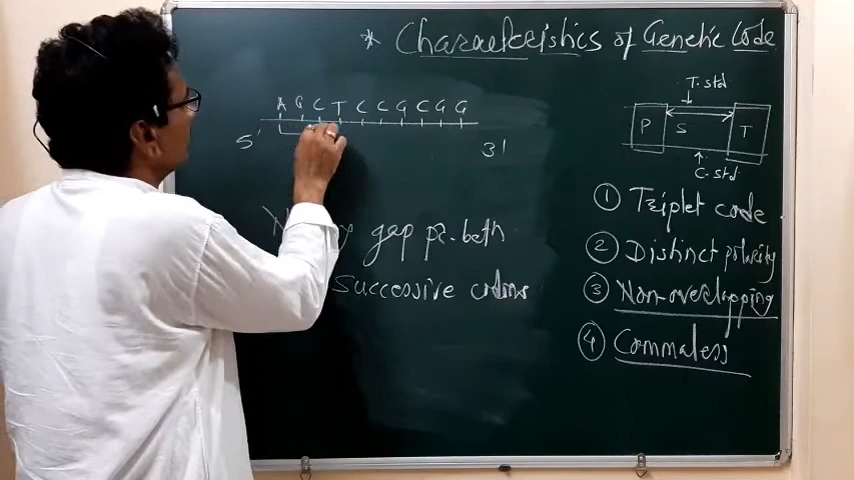 * Characteristics of Genetic Code
A G C T C C G C G G
5'
3'
T. std
P S T
C. std
gap pr. beth
successive codons
1 Triplet code
2 Distinct polarity
3 Non-overlapping
4 Commaless